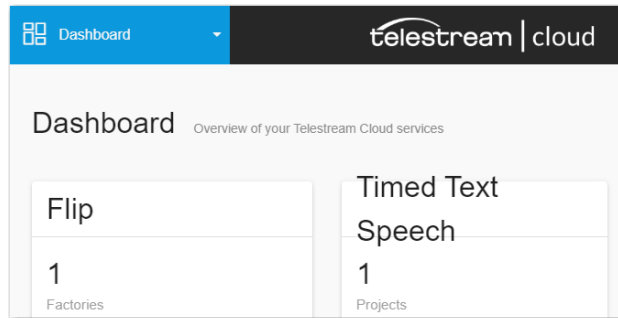 Dashboard
telestream | cloud
Dashboard
Overview of your Telestream Cloud services
Flip
1
Factories
Timed Text
Speech
1
Projects